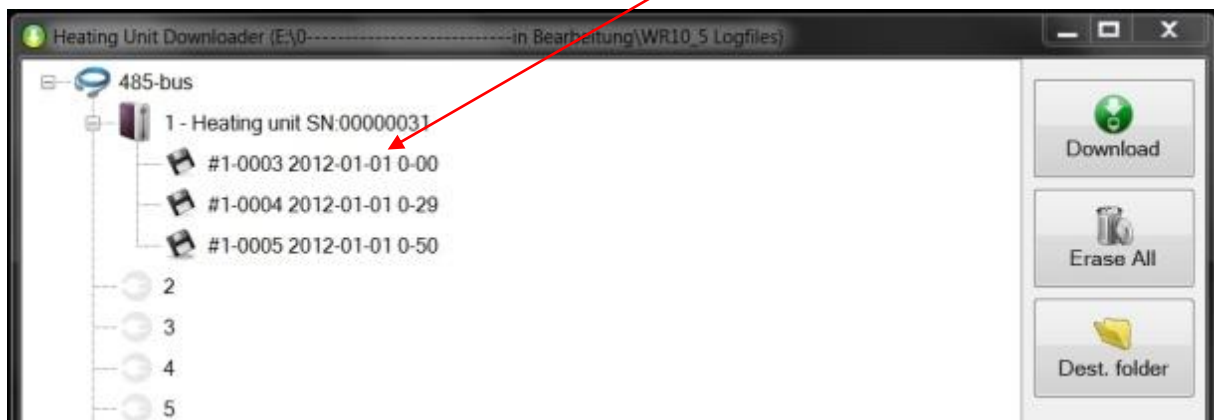 Heating Unit Downloader (E:\0---------------------------in Bearbeitung\WR10_5 Logfiles)
485-bus
1 - Heating unit SN:00000031
#1-0003 2012-01-01 0-00
#1-0004 2012-01-01 0-29
#1-0005 2012-01-01 0-50
2
3
4
5
Download
Erase All
Dest. folder